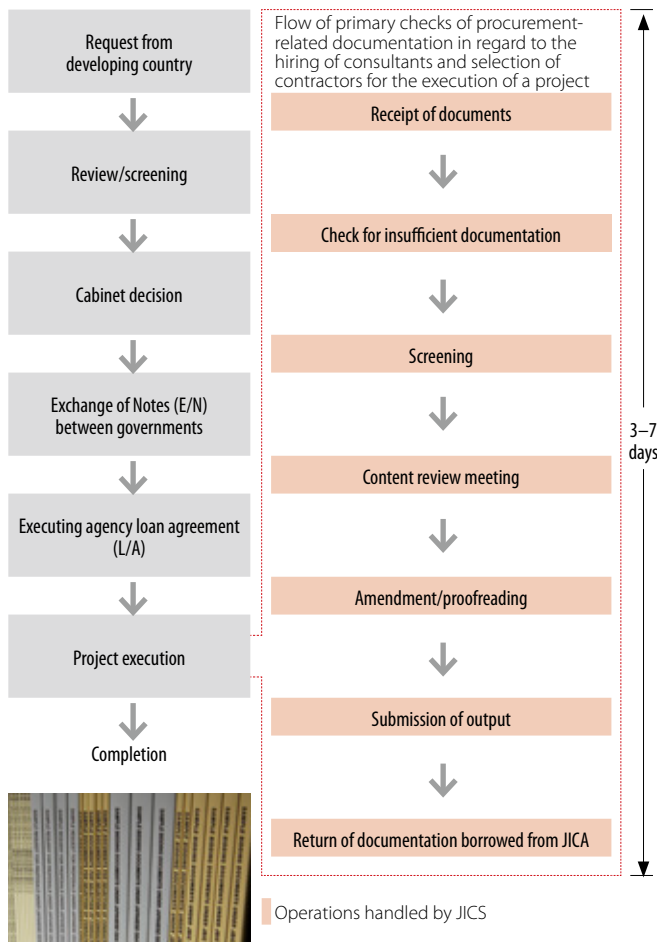 Request from
developing country
Review/screening
Cabinet decision
Exchange of Notes (E/N)
between governments
Executing agency loan agreement
(L/A)
Project execution
Completion
Flow of primary checks of procurement-
related documentation in regard to the
hiring of consultants and selection of
contractors for the execution of a project
Receipt of documents
Check for insufficient documentation
Screening
Content review meeting
Amendment/proofreading
Submission of output
Return of documentation borrowed from JICA
3–7
days
Operations handled by JICS